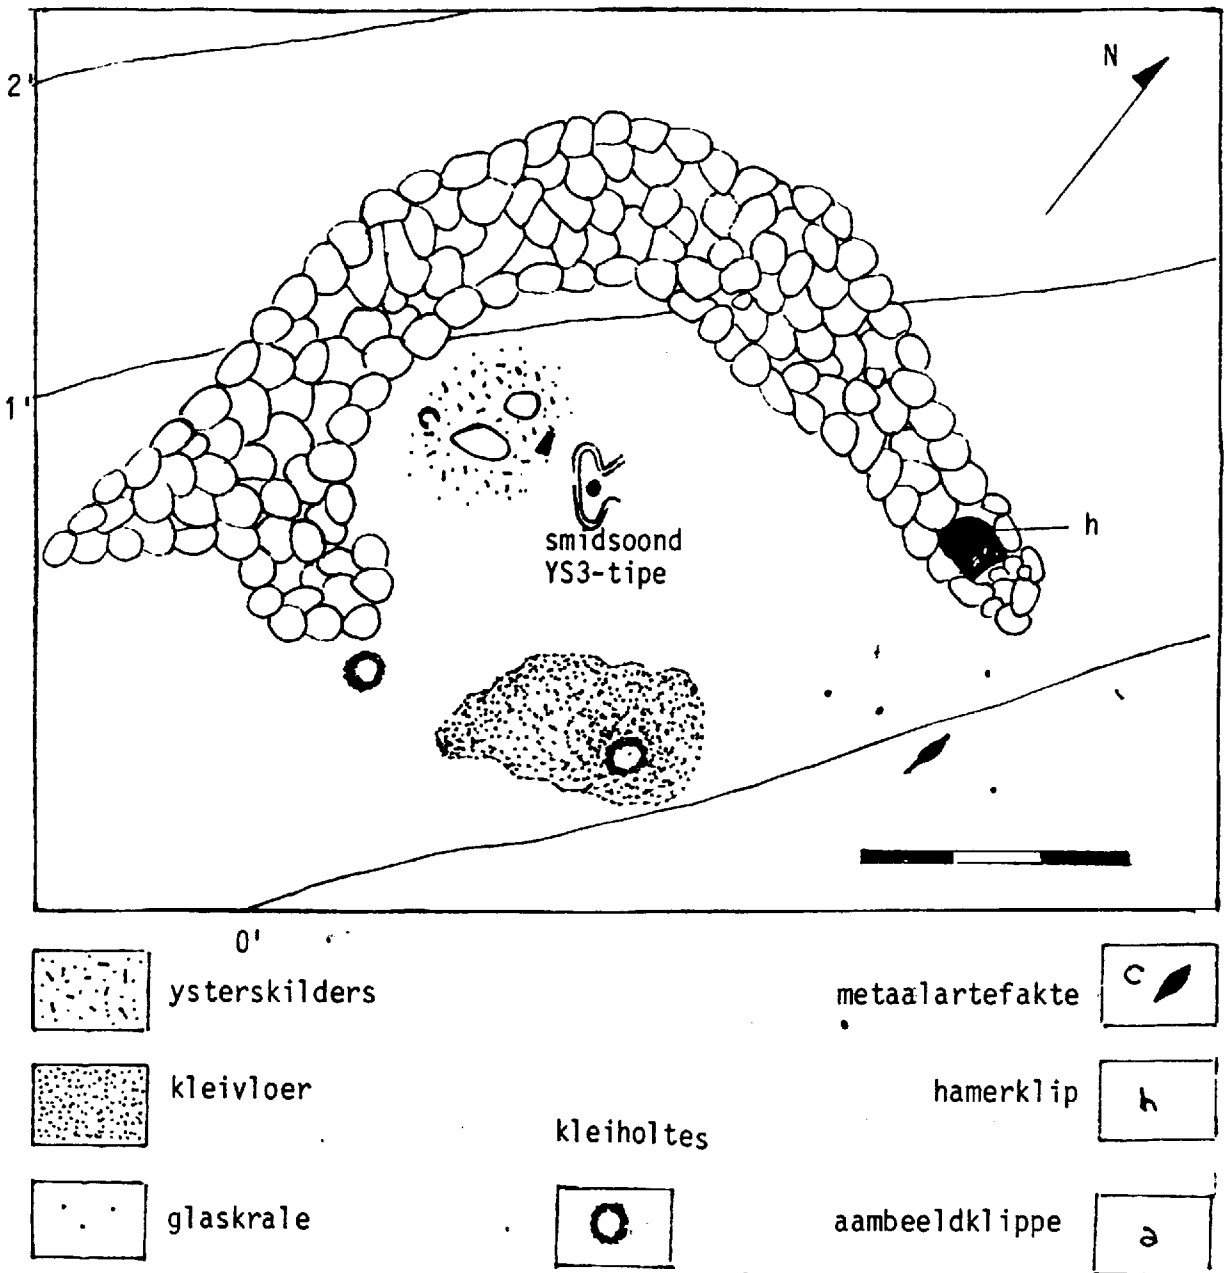 N
2'
1'
h
smidsoond
YS3-tipe
0'
ysterskilders
metaalartefakte
c
kleivloer
hamerklip
h
kleiholtes
glaskrale
aambeeldklippe
a